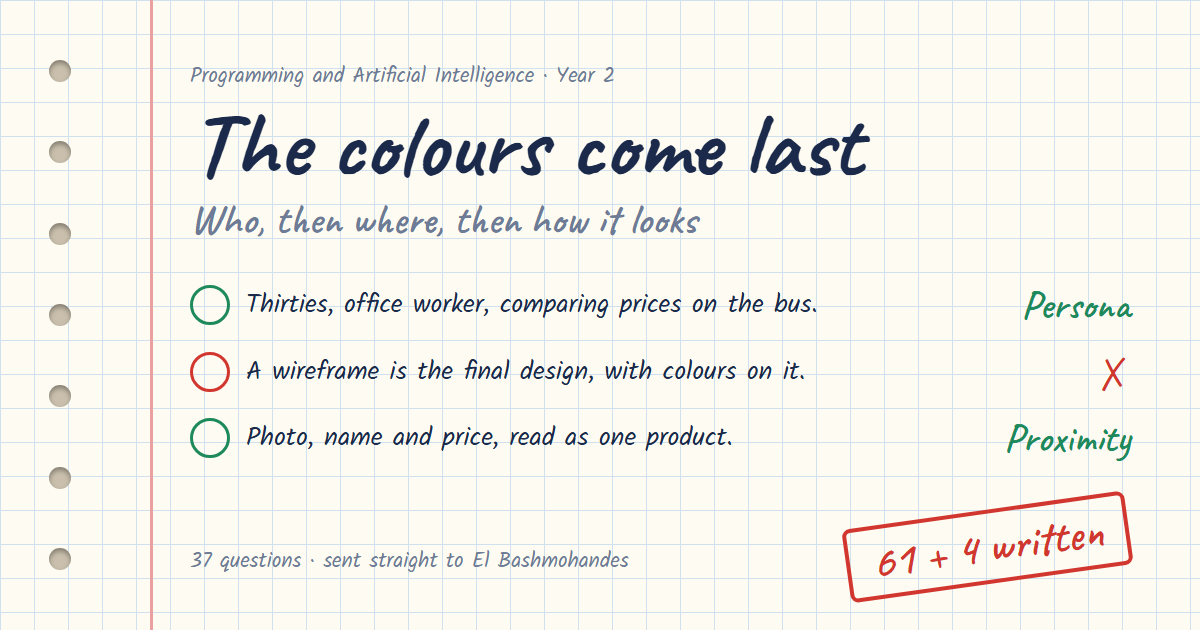 Programming and Artificial Intelligence · Year 2
The colours come last
Who, then where, then how it looks
Thirties, office worker, comparing prices on the bus. Persona
A wireframe is the final design, with colours on it. X
Photo, name and price, read as one product. Proximity
37 questions · sent straight to El Bashmohandes
61 + 4 written